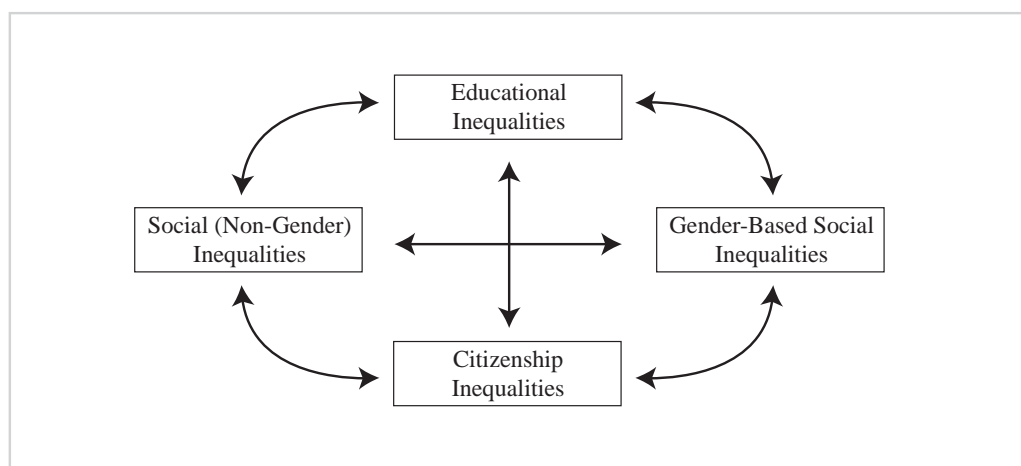 Educational
Inequalities
Social (Non-Gender)
Inequalities
Gender-Based Social
Inequalities
Citizenship
Inequalities